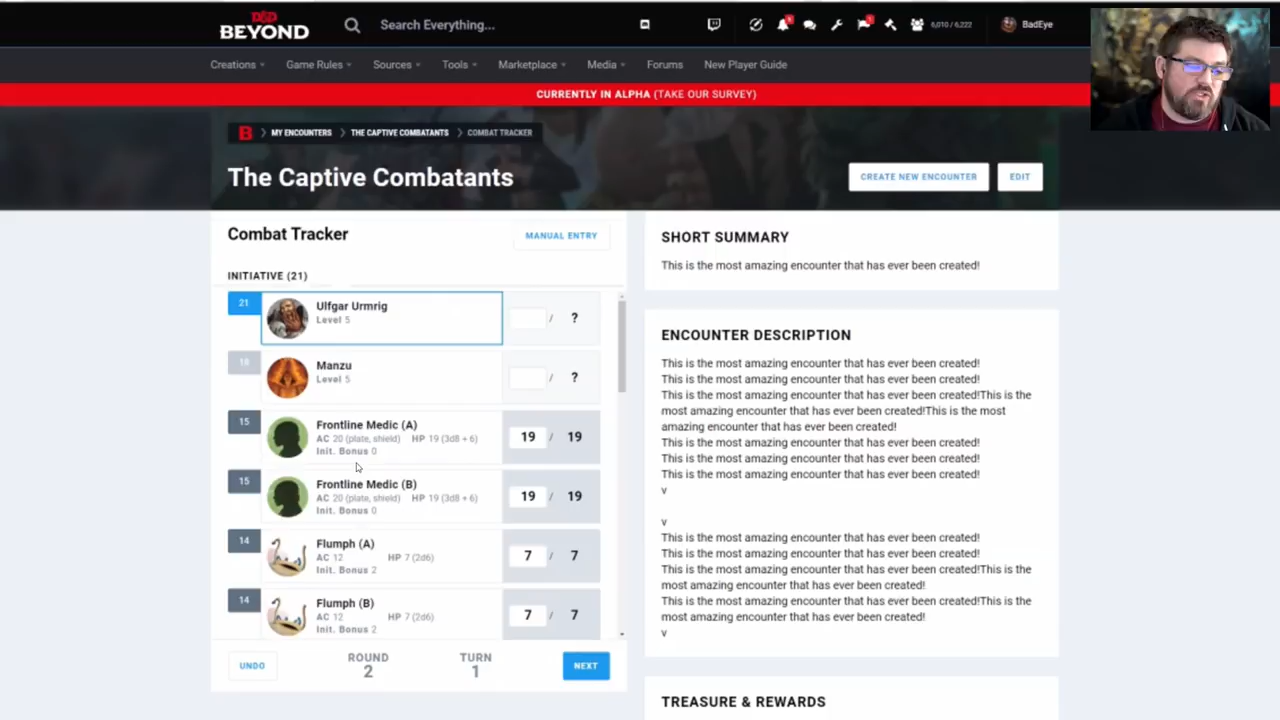 D&D
BEYOND
Search Everything...
6,010 / 6,222
BadEye
Creations
Game Rules
Sources
Tools
Marketplace
Media
Forums
New Player Guide
CURRENTLY IN ALPHA (TAKE OUR SURVEY)
B
MY ENCOUNTERS
THE CAPTIVE COMBATANTS
COMBAT TRACKER
The Captive Combatants
CREATE NEW ENCOUNTER
EDIT
Combat Tracker
MANUAL ENTRY
INITIATIVE (21)
21
Ulfgar Urmrig
Level 5
/ ?
Manzu
Level 5
/ ?
15
Frontline Medic (A)
AC 20 (plate, shield) HP 19 (3d8 + 6)
Init. Bonus 0
19 / 19
15
Frontline Medic (B)
AC 20 (plate, shield) HP 19 (3d8 + 6)
Init. Bonus 0
19 / 19
14
Flumph (A)
AC 12 HP 7 (2d6)
Init. Bonus 2
7 / 7
14
Flumph (B)
AC 12 HP 7 (2d6)
Init. Bonus 2
7 / 7
UNDO
ROUND
2
TURN
1
NEXT
SHORT SUMMARY
This is the most amazing encounter that has ever been created!
ENCOUNTER DESCRIPTION
This is the most amazing encounter that has ever been created!
This is the most amazing encounter that has ever been created!
This is the most amazing encounter that has ever been created!This is the
most amazing encounter that has ever been created!This is the most
amazing encounter that has ever been created!
This is the most amazing encounter that has ever been created!
This is the most amazing encounter that has ever been created!
This is the most amazing encounter that has ever been created!
v
v
This is the most amazing encounter that has ever been created!
This is the most amazing encounter that has ever been created!
This is the most amazing encounter that has ever been created!This is the
most amazing encounter that has ever been created!
This is the most amazing encounter that has ever been created!This is the
most amazing encounter that has ever been created!
v
TREASURE & REWARDS